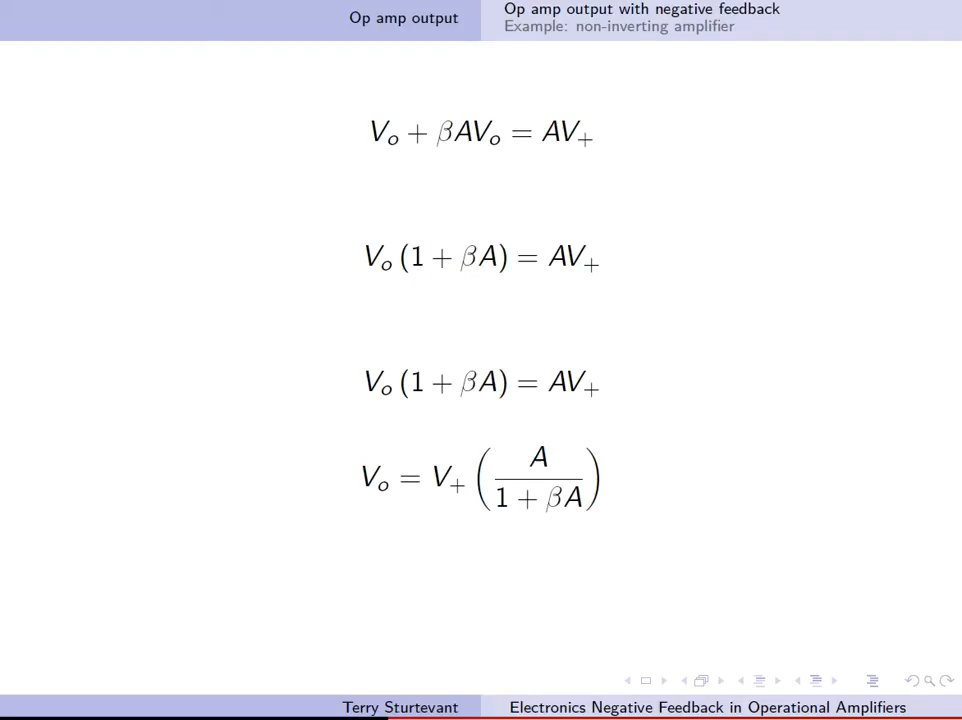 Op amp output
Op amp output with negative feedback
Example: non-inverting amplifier
V_o + βAV_o = AV_+
V_o (1 + βA) = AV_+
V_o (1 + βA) = AV_+
V_o = V_+ (A / (1 + βA))
Terry Sturtevant
Electronics Negative Feedback in Operational Amplifiers